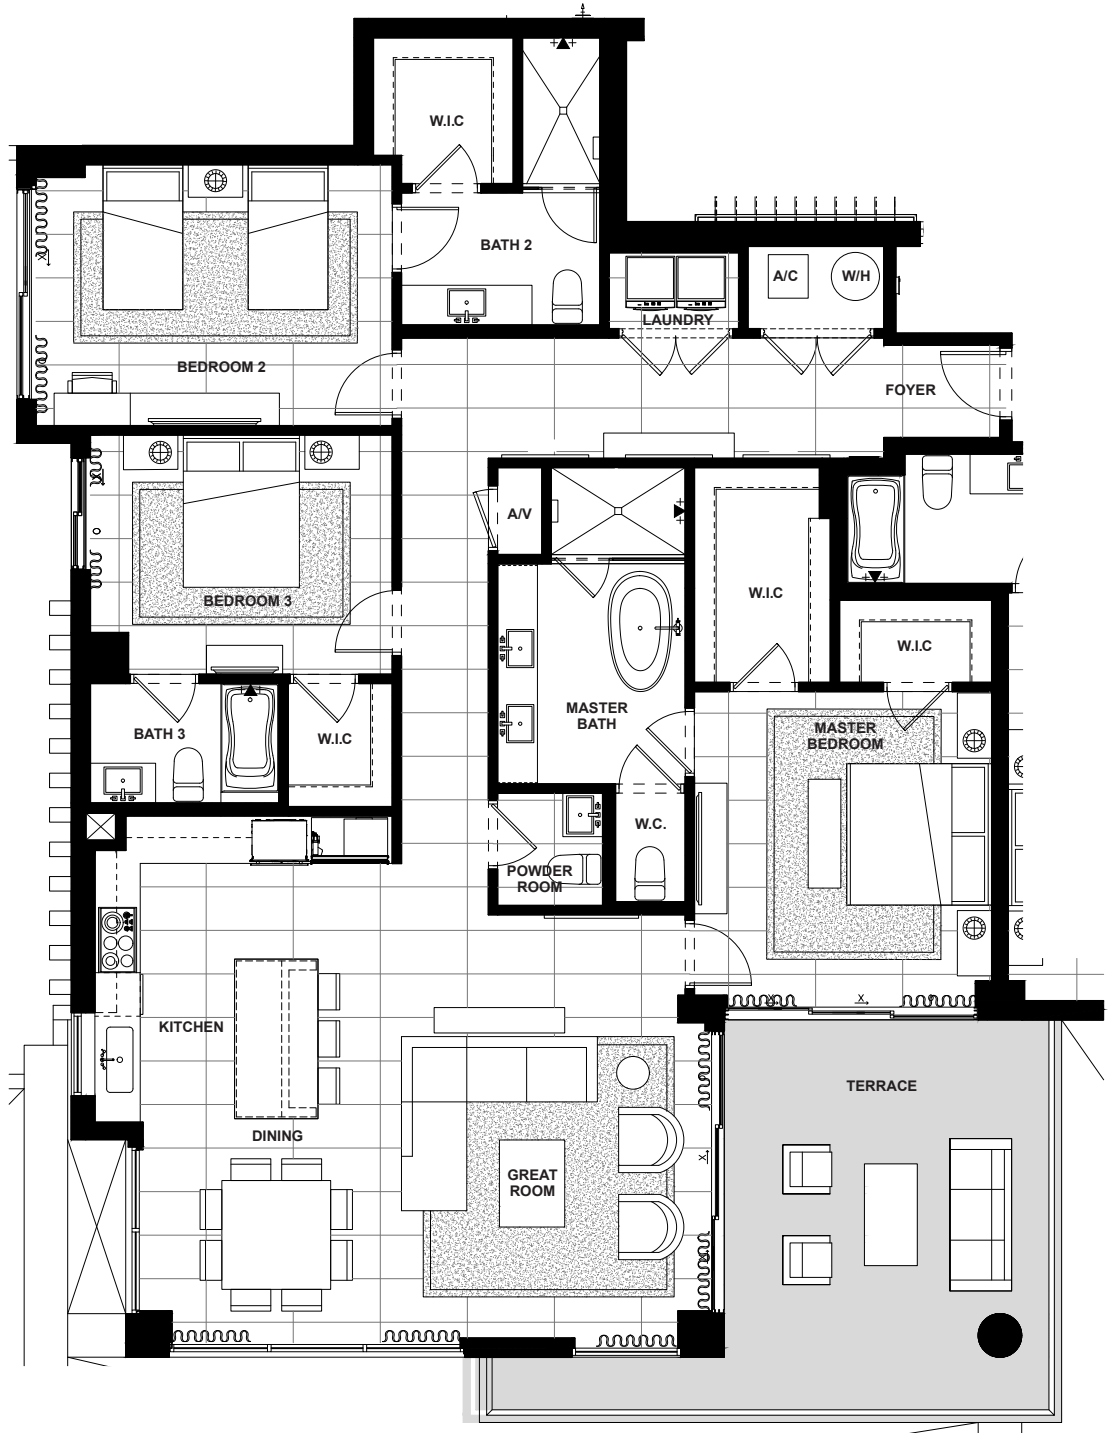 W.I.C
BATH 2
A/C
W/H
LAUNDRY
BEDROOM 2
FOYER
A/V
BEDROOM 3
W.I.C
W.I.C
MASTER
BATH
BATH 3
W.I.C
MASTER
BEDROOM
W.C.
POWDER
ROOM
KITCHEN
TERRACE
DINING
GREAT
ROOM